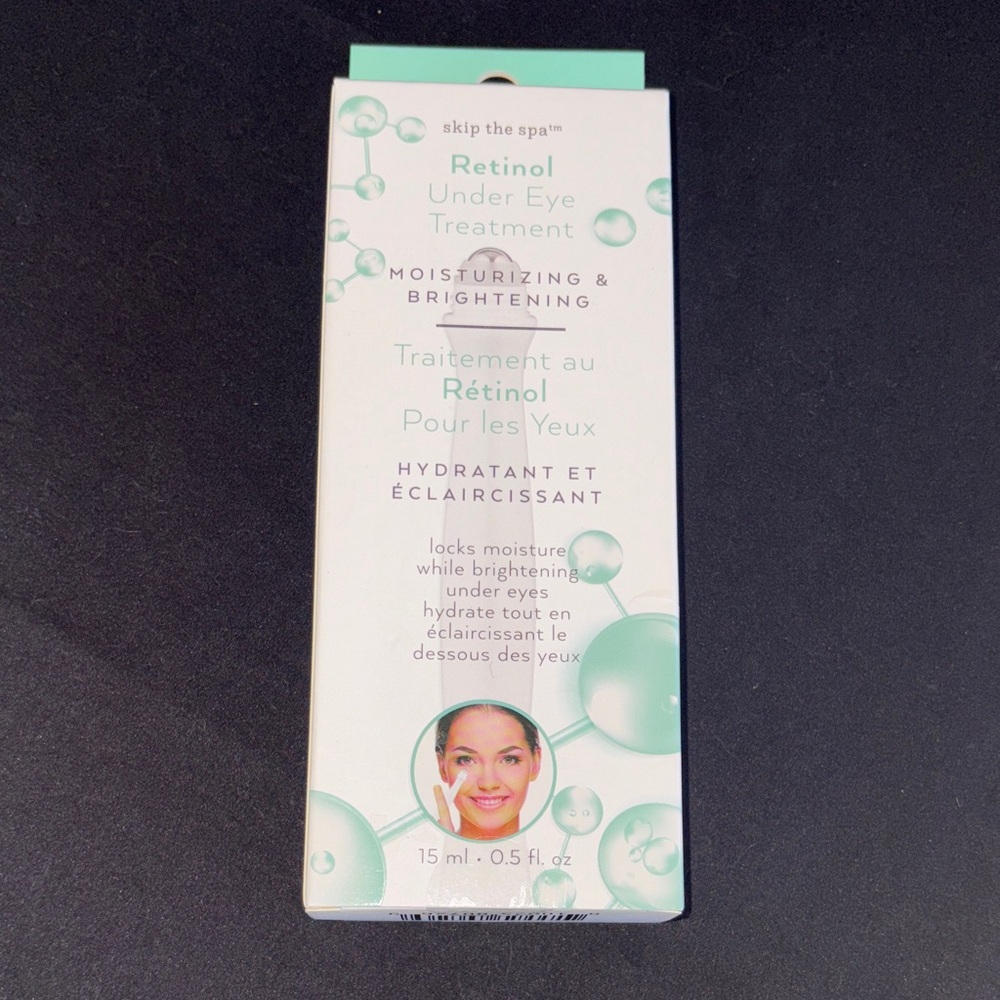 skip the spa™
Retinol
Under Eye
Treatment
MOISTURIZING &
BRIGHTENING
Traitement au
Rétinol
Pour les Yeux
HYDRATANT ET
ÉCLAIRCISSANT
locks moisture
while brightening
under eyes
hydrate tout en
éclaircissant le
dessous des yeux
15 ml • 0.5 fl. oz